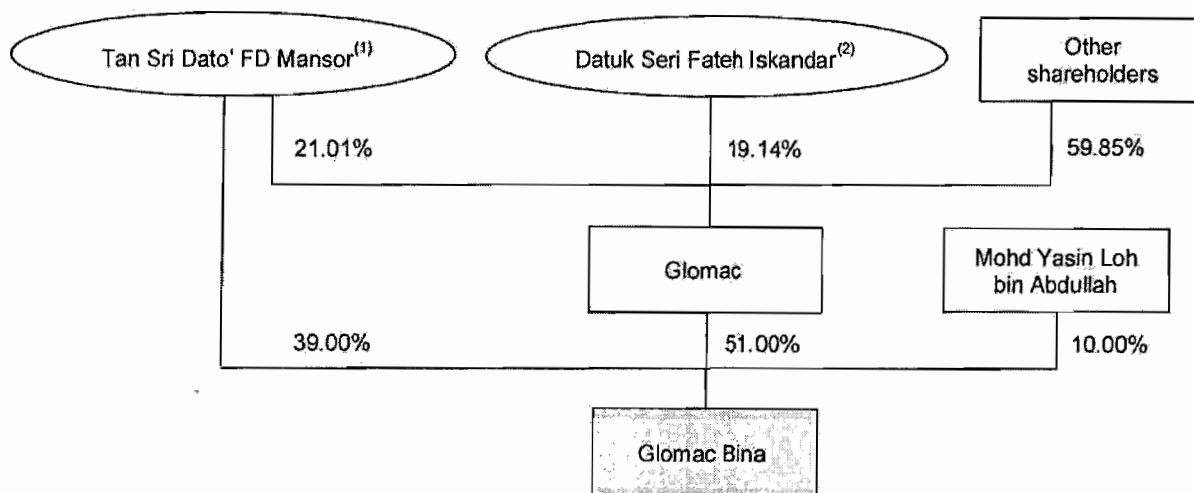 Tan Sri Dato' FD Mansor(1)
Datuk Seri Fateh Iskandar(2)
Other
shareholders
21.01%
19.14%
59.85%
Glomac
Mohd Yasin Loh
bin Abdullah
39.00%
51.00%
10.00%
Glomac Bina